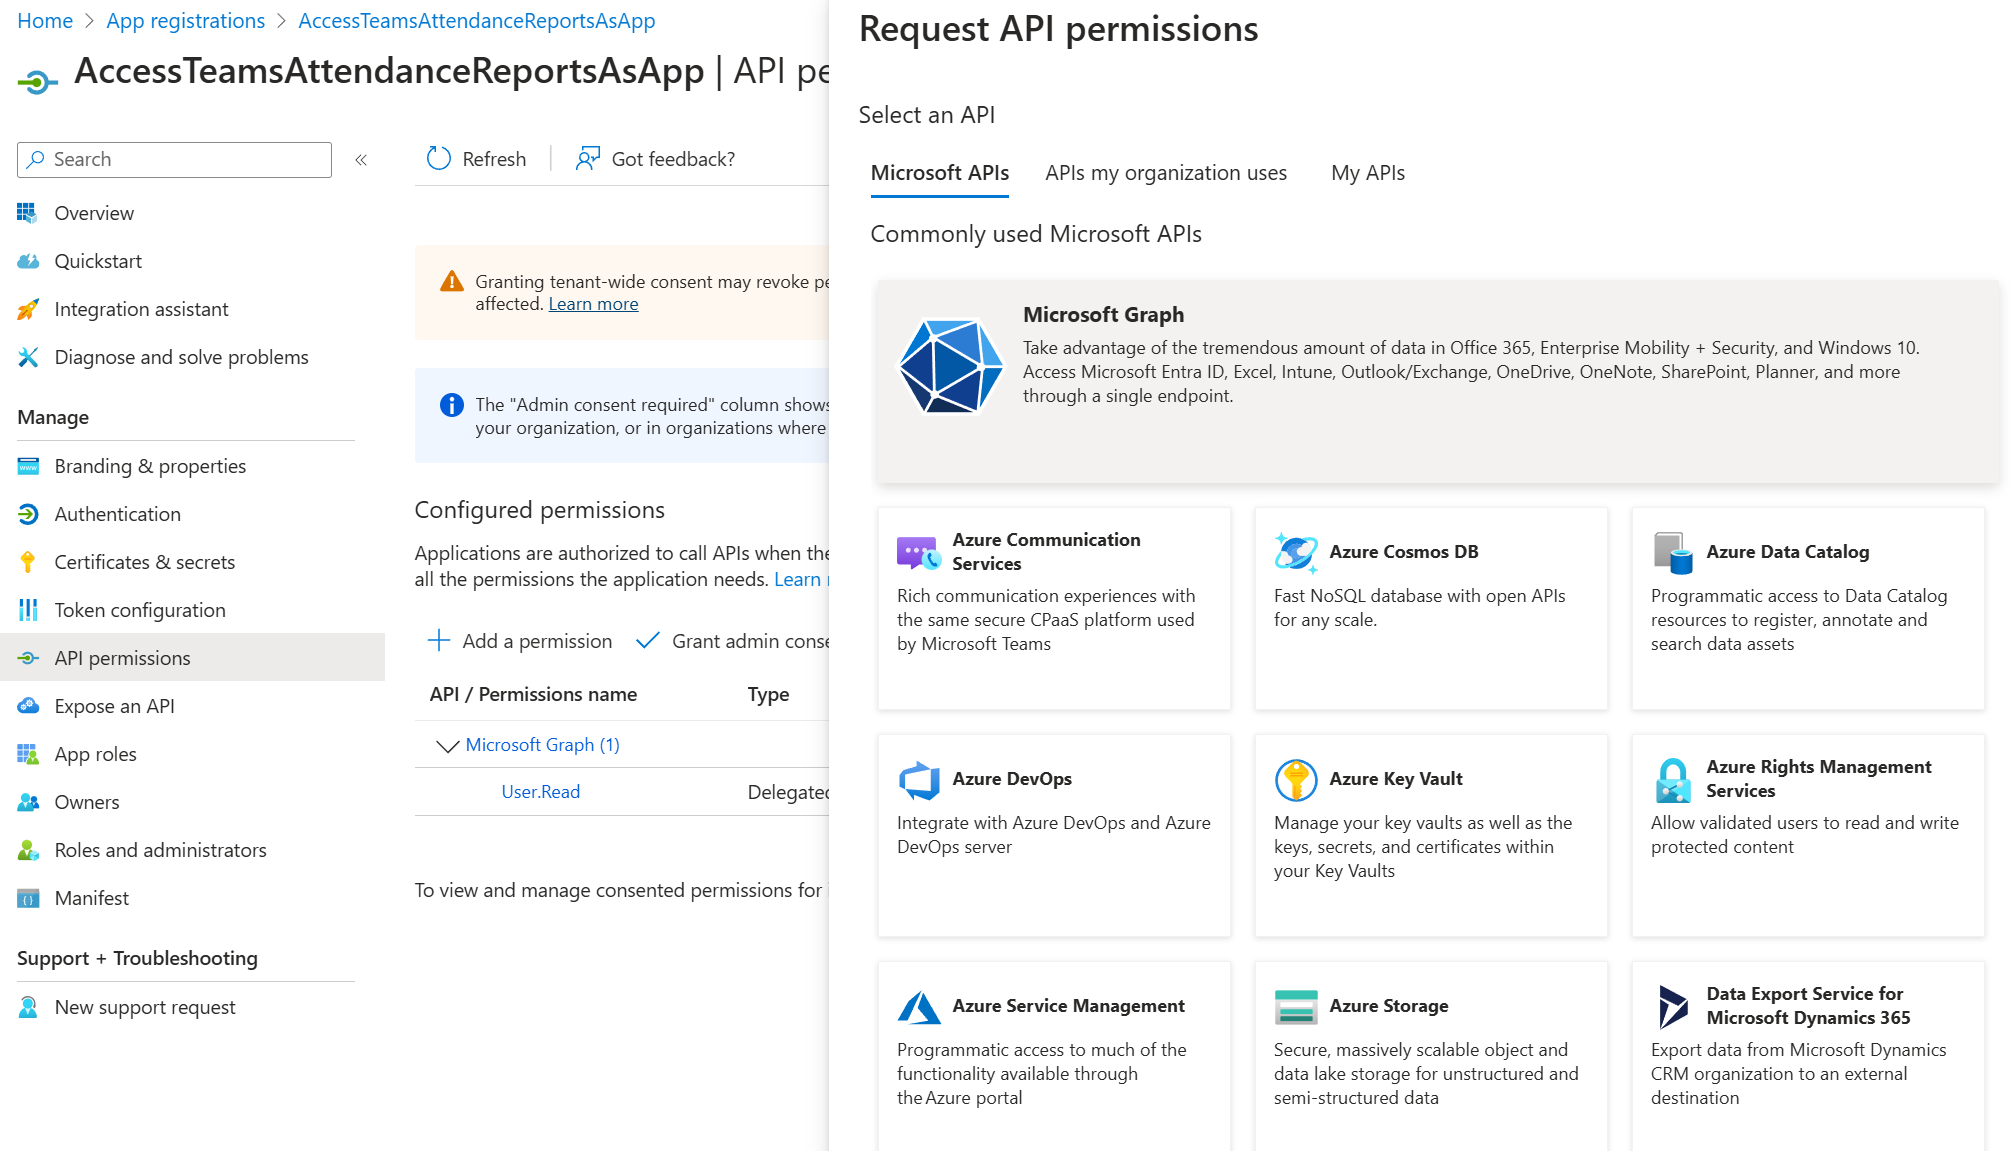 Home > App registrations > AccessTeamsAttendanceReportsAsApp
AccessTeamsAttendanceReportsAsApp | API pe
Search
«
Overview
Quickstart
Integration assistant
Diagnose and solve problems
Manage
Branding & properties
Authentication
Certificates & secrets
Token configuration
API permissions
Expose an API
App roles
Owners
Roles and administrators
Manifest
Support + Troubleshooting
New support request
Refresh
Got feedback?
Granting tenant-wide consent may revoke pe
affected. Learn more
The "Admin consent required" column shows
your organization, or in organizations where
Configured permissions
Applications are authorized to call APIs when the
all the permissions the application needs. Learn
Add a permission
Grant admin conse
API / Permissions name Type
Microsoft Graph (1)
User.Read Delegated
To view and manage consented permissions for
Request API permissions
Select an API
Microsoft APIs APIs my organization uses My APIs
Commonly used Microsoft APIs
Microsoft Graph
Take advantage of the tremendous amount of data in Office 365, Enterprise Mobility + Security, and Windows 10.
Access Microsoft Entra ID, Excel, Intune, Outlook/Exchange, OneDrive, OneNote, SharePoint, Planner, and more
through a single endpoint.
Azure Communication
Services
Rich communication experiences with
the same secure CPaaS platform used
by Microsoft Teams
Azure Cosmos DB
Fast NoSQL database with open APIs
for any scale.
Azure Data Catalog
Programmatic access to Data Catalog
resources to register, annotate and
search data assets
Azure DevOps
Integrate with Azure DevOps and Azure
DevOps server
Azure Key Vault
Manage your key vaults as well as the
keys, secrets, and certificates within
your Key Vaults
Azure Rights Management
Services
Allow validated users to read and write
protected content
Azure Service Management
Programmatic access to much of the
functionality available through
the Azure portal
Azure Storage
Secure, massively scalable object and
data lake storage for unstructured and
semi-structured data
Data Export Service for
Microsoft Dynamics 365
Export data from Microsoft Dynamics
CRM organization to an external
destination